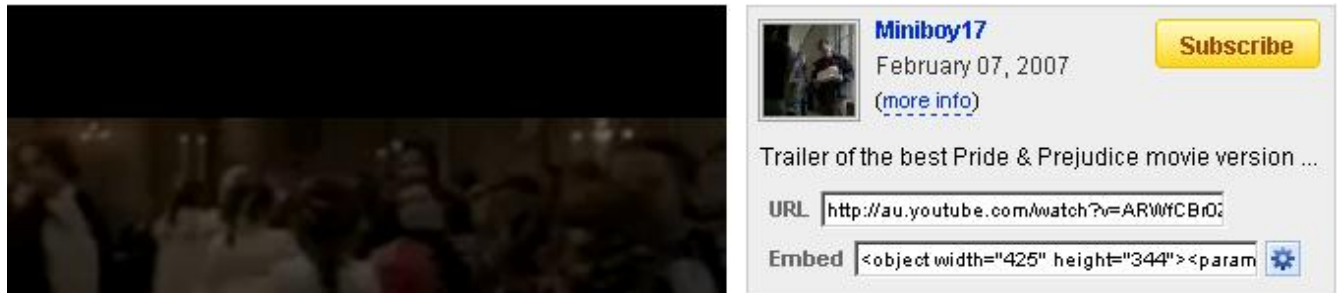 Miniboy17
Subscribe
February 07, 2007
(more info)
Trailer of the best Pride & Prejudice movie version ...
URL http://au.youtube.com/watch?v=ARWfCBr0
Embed <object width="425" height="344"><param